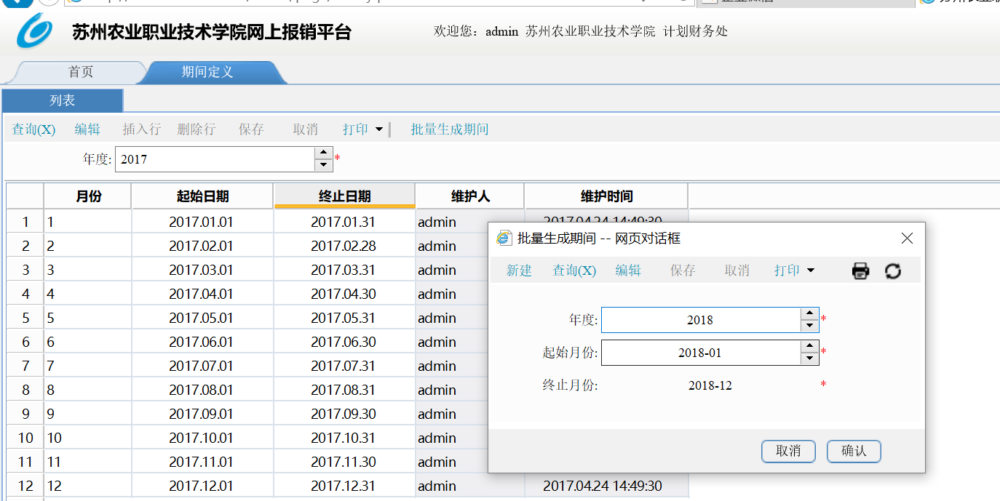 苏州农业职业技术学院网上报销平台
欢迎您：admin 苏州农业职业技术学院 计划财务处
首页 期间定义
列表
查询(X) 编辑 插入行 删除行 保存 取消 打印 批量生成期间
年度: 2017 *
月份 起始日期 终止日期 维护人 维护时间
1 1 2017.01.01 2017.01.31 admin 2017.04.24 14:49:30
2 2 2017.02.01 2017.02.28 admin
3 3 2017.03.01 2017.03.31 admin
4 4 2017.04.01 2017.04.30 admin
5 5 2017.05.01 2017.05.31 admin
6 6 2017.06.01 2017.06.30 admin
7 7 2017.07.01 2017.07.31 admin
8 8 2017.08.01 2017.08.31 admin
9 9 2017.09.01 2017.09.30 admin
10 10 2017.10.01 2017.10.31 admin
11 11 2017.11.01 2017.11.30 admin
12 12 2017.12.01 2017.12.31 admin 2017.04.24 14:49:30
批量生成期间 -- 网页对话框
新建 查询(X) 编辑 保存 取消 打印
年度: 2018 *
起始月份: 2018-01 *
终止月份: 2018-12 *
取消 确认